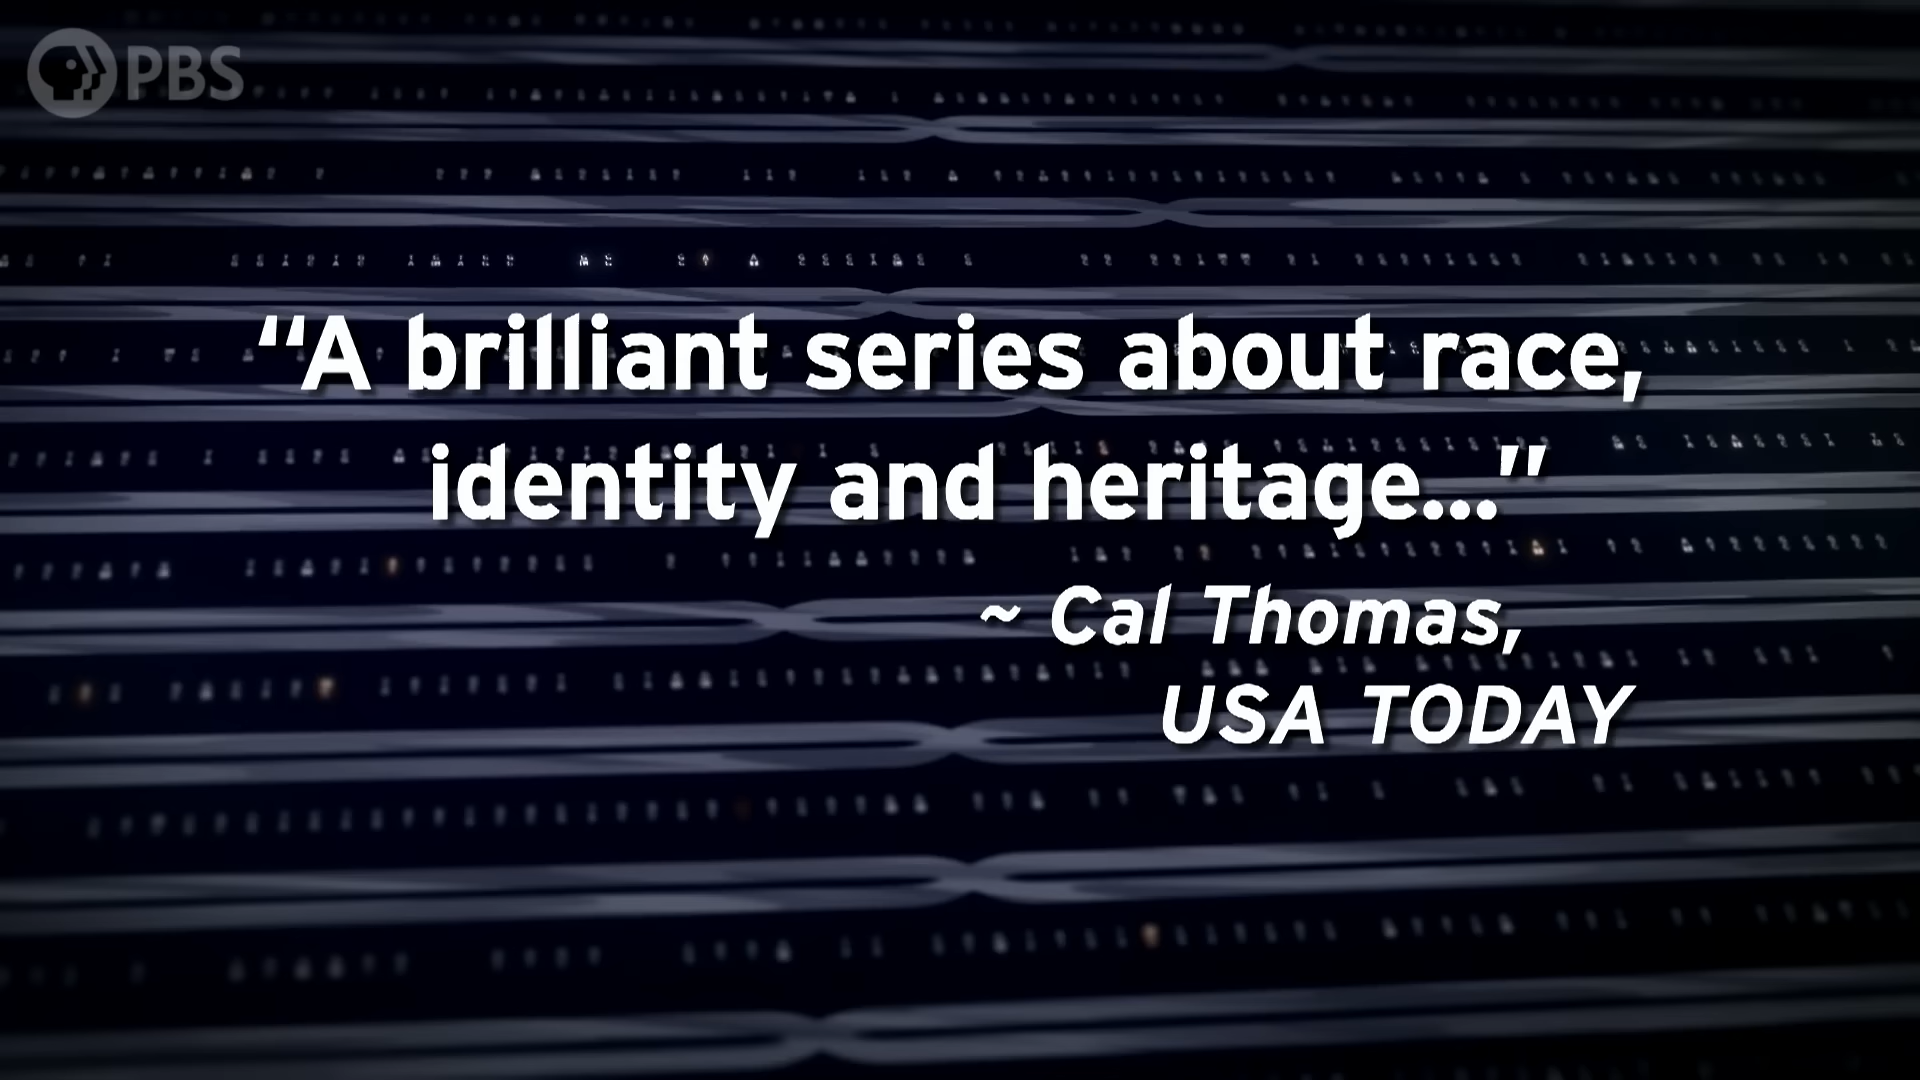 PBS
“A brilliant series about race,
identity and heritage...”
~ Cal Thomas,
USA TODAY